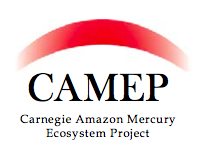 CAMEP
Carnegie Amazon Mercury
Ecosystem Project